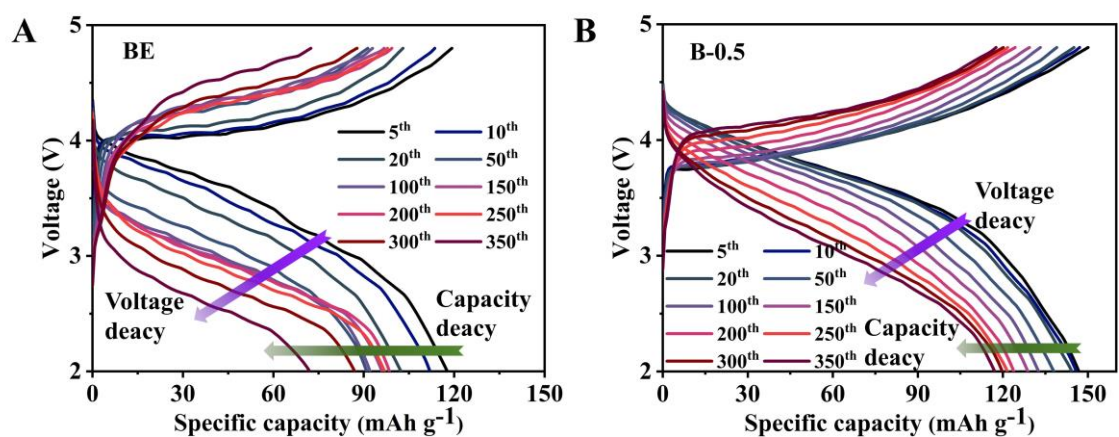 A
BE
5
4
3
2
Voltage (V)
5th
10th
20th
50th
100th
150th
200th
250th
300th
350th
Voltage
deacy
Capacity
deacy
0
30
60
90
120
150
Specific capacity (mAh g-1)
B
B-0.5
5
4
3
2
Voltage (V)
Voltage
deacy
5th
10th
20th
50th
100th
150th
200th
250th
300th
350th
Capacity
deacy
0
30
60
90
120
150
Specific capacity (mAh g-1)